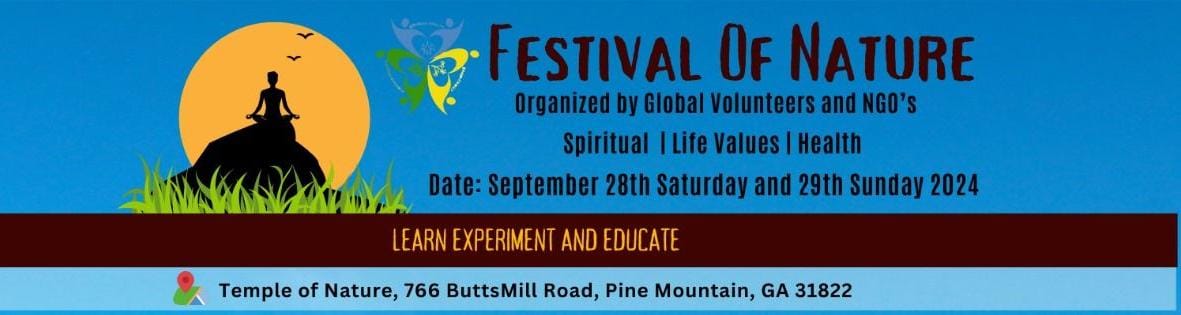 Festival Of Nature
Organized by Global Volunteers and NGO's
Spiritual | Life Values | Health
Date: September 28th Saturday and 29th Sunday 2024
LEARN EXPERIMENT AND EDUCATE
Temple of Nature, 766 ButtsMill Road, Pine Mountain, GA 31822